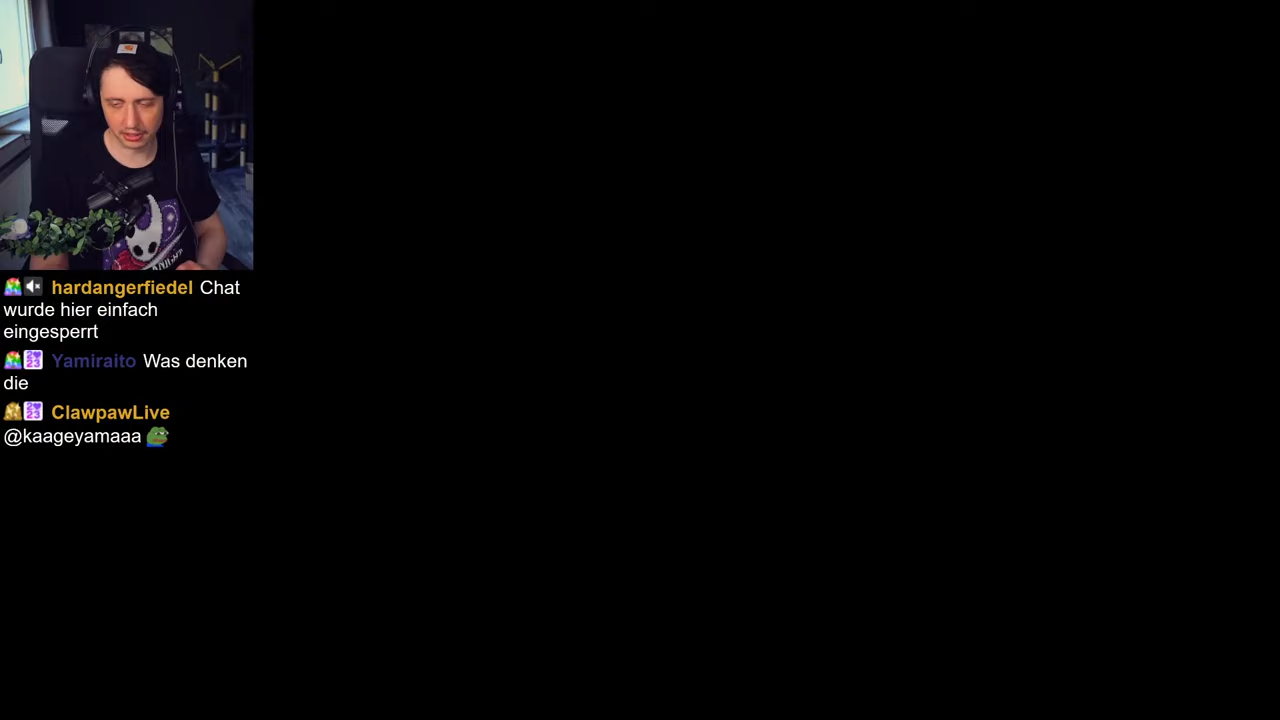 hardangerfiedel Chat
wurde hier einfach
eingesperrt
Yamiraito Was denken
die
ClawpawLive
@kaageyamaaa